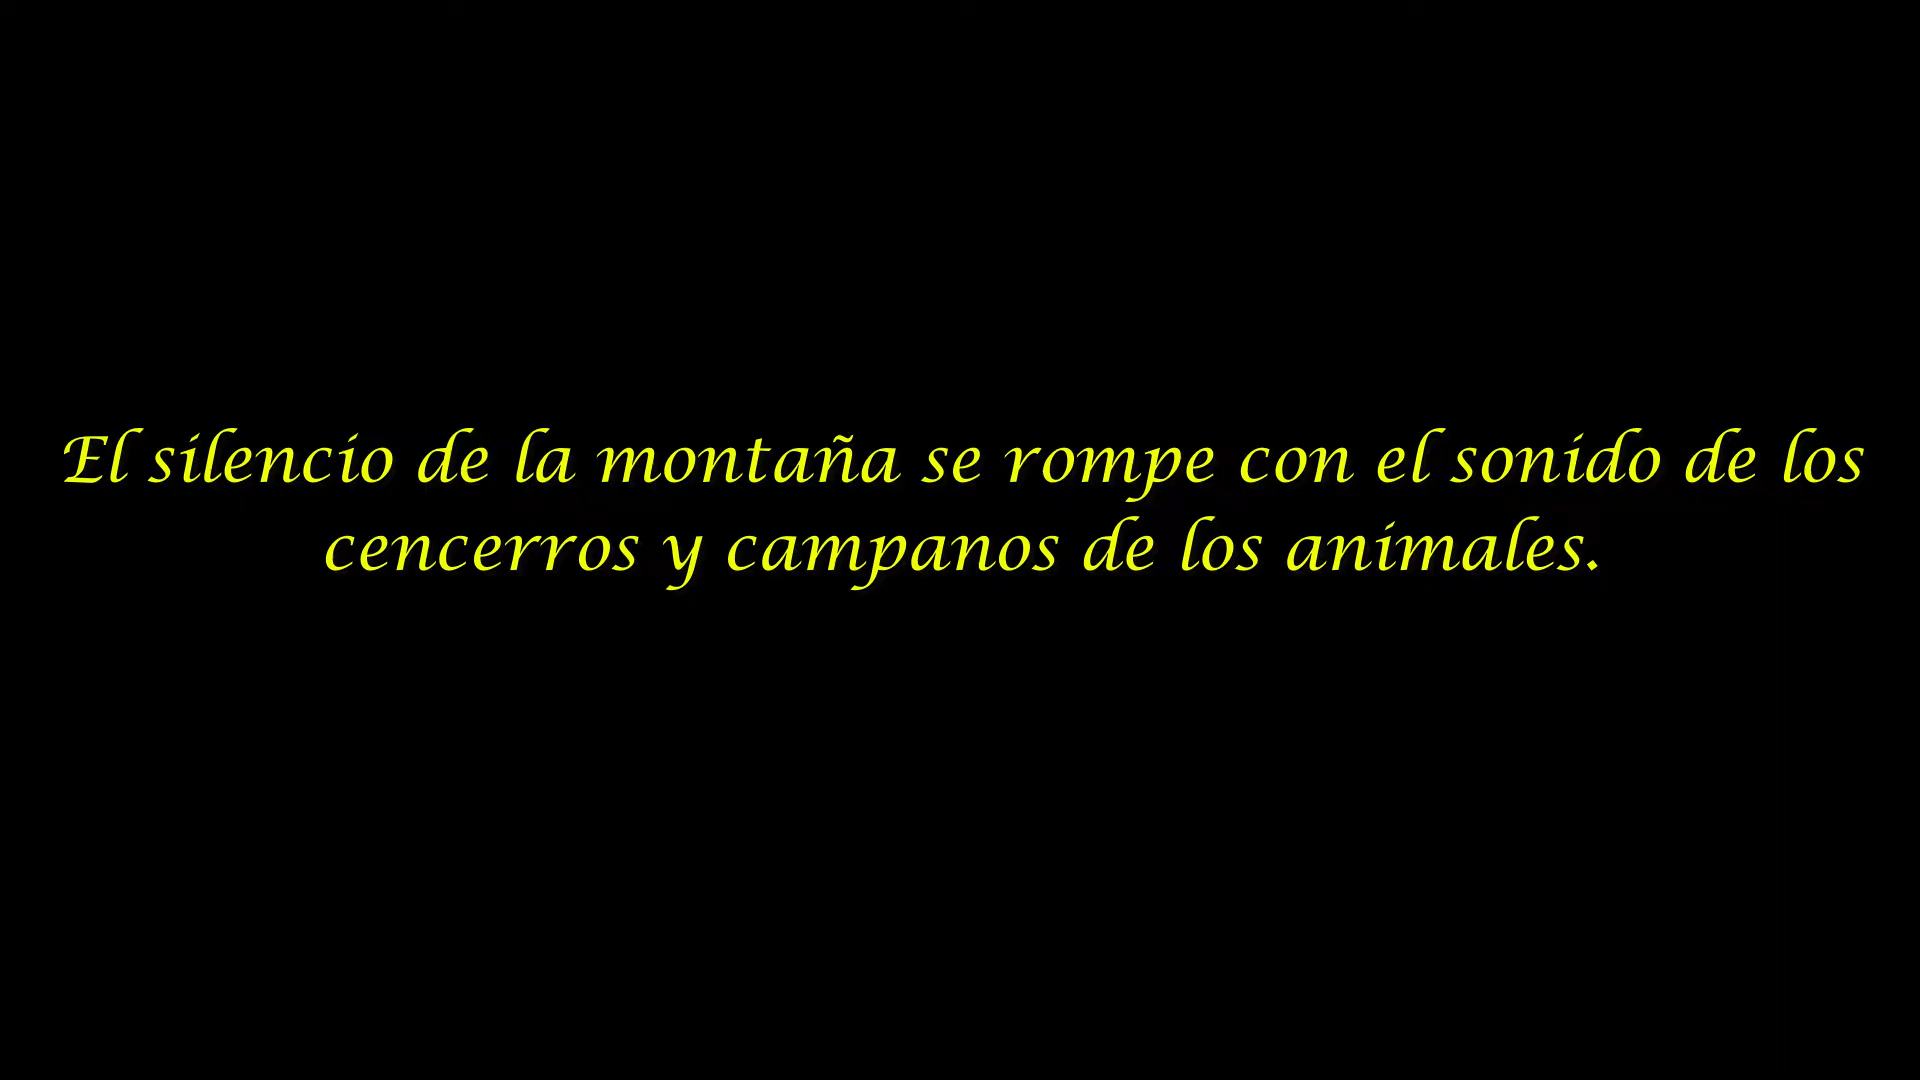 El silencio de la montaña se rompe con el sonido de los
cencerros y campanos de los animales.